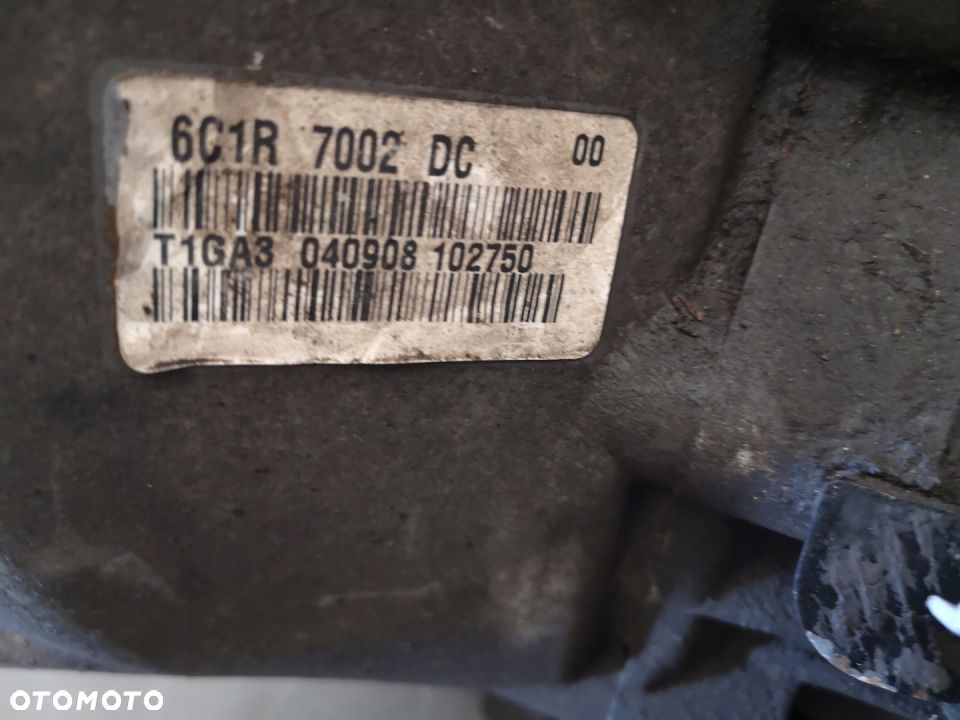 6C1R 7002 DC 00
T1GA3 040908 102750
OTOMOTO